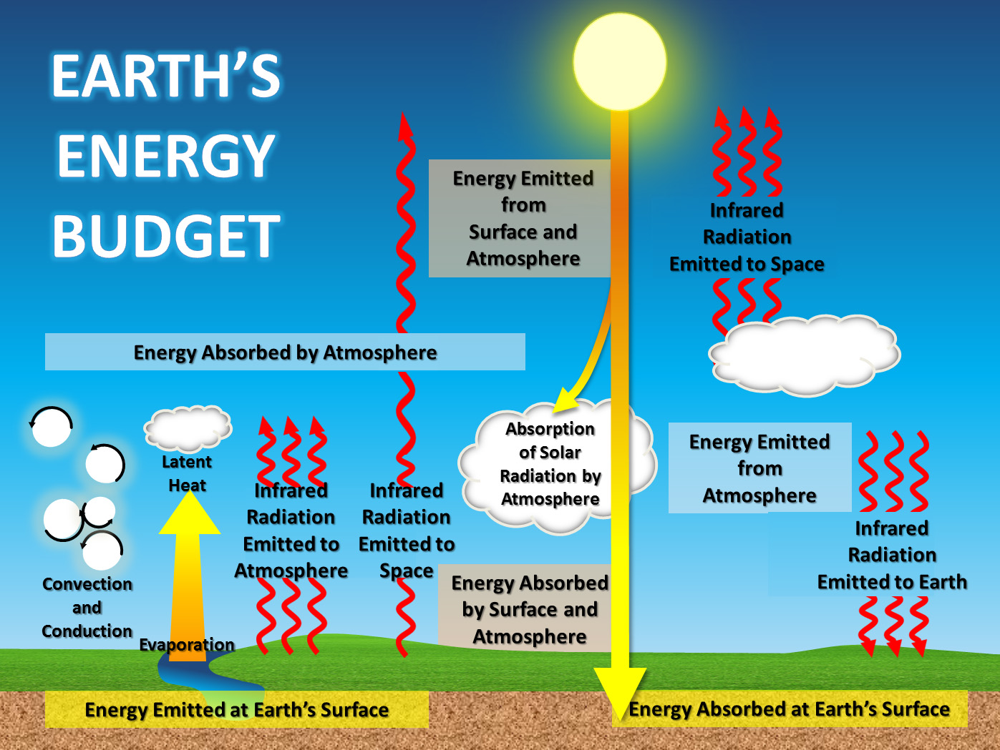 EARTH'S
ENERGY
BUDGET
Energy Emitted
from
Surface and
Atmosphere
Infrared
Radiation
Emitted to Space
Energy Absorbed by Atmosphere
Latent
Heat
Infrared
Radiation
Emitted to
Atmosphere
Infrared
Radiation
Emitted to
Space
Absorption
of Solar
Radiation by
Atmosphere
Energy Emitted
from
Atmosphere
Infrared
Radiation
Emitted to Earth
Convection
and
Conduction
Evaporation
Energy Absorbed
by Surface and
Atmosphere
Energy Emitted at Earth's Surface
Energy Absorbed at Earth's Surface